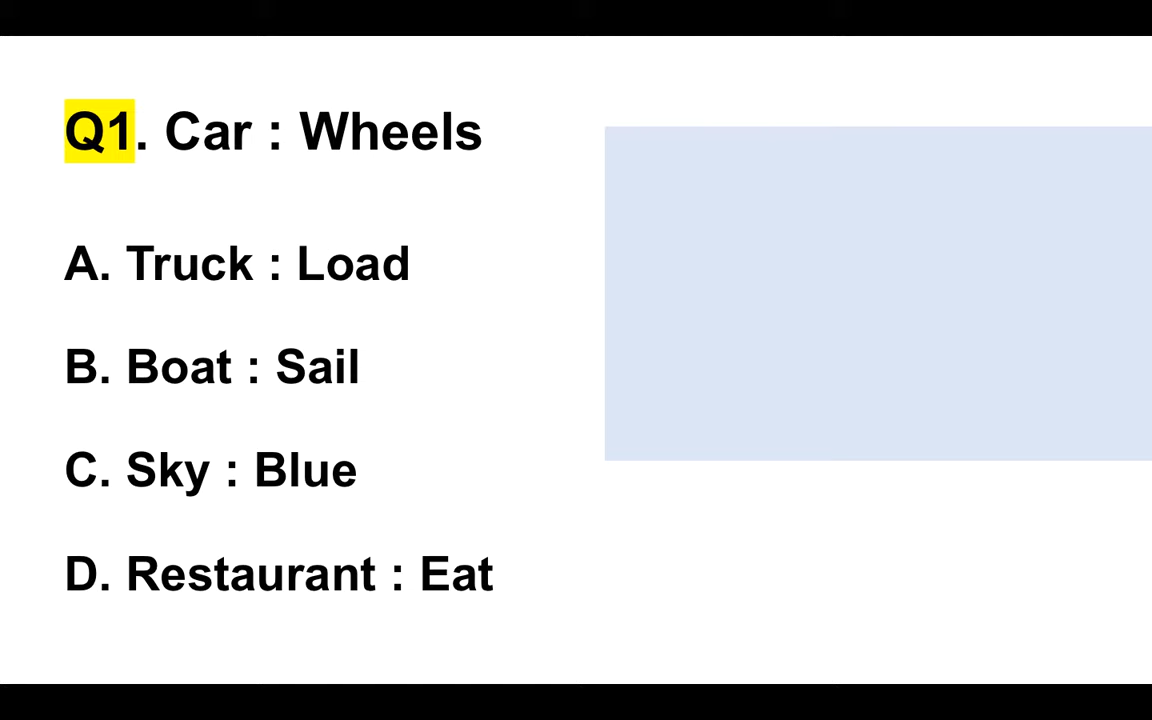 Q1. Car : Wheels
A. Truck : Load
B. Boat : Sail
C. Sky : Blue
D. Restaurant : Eat